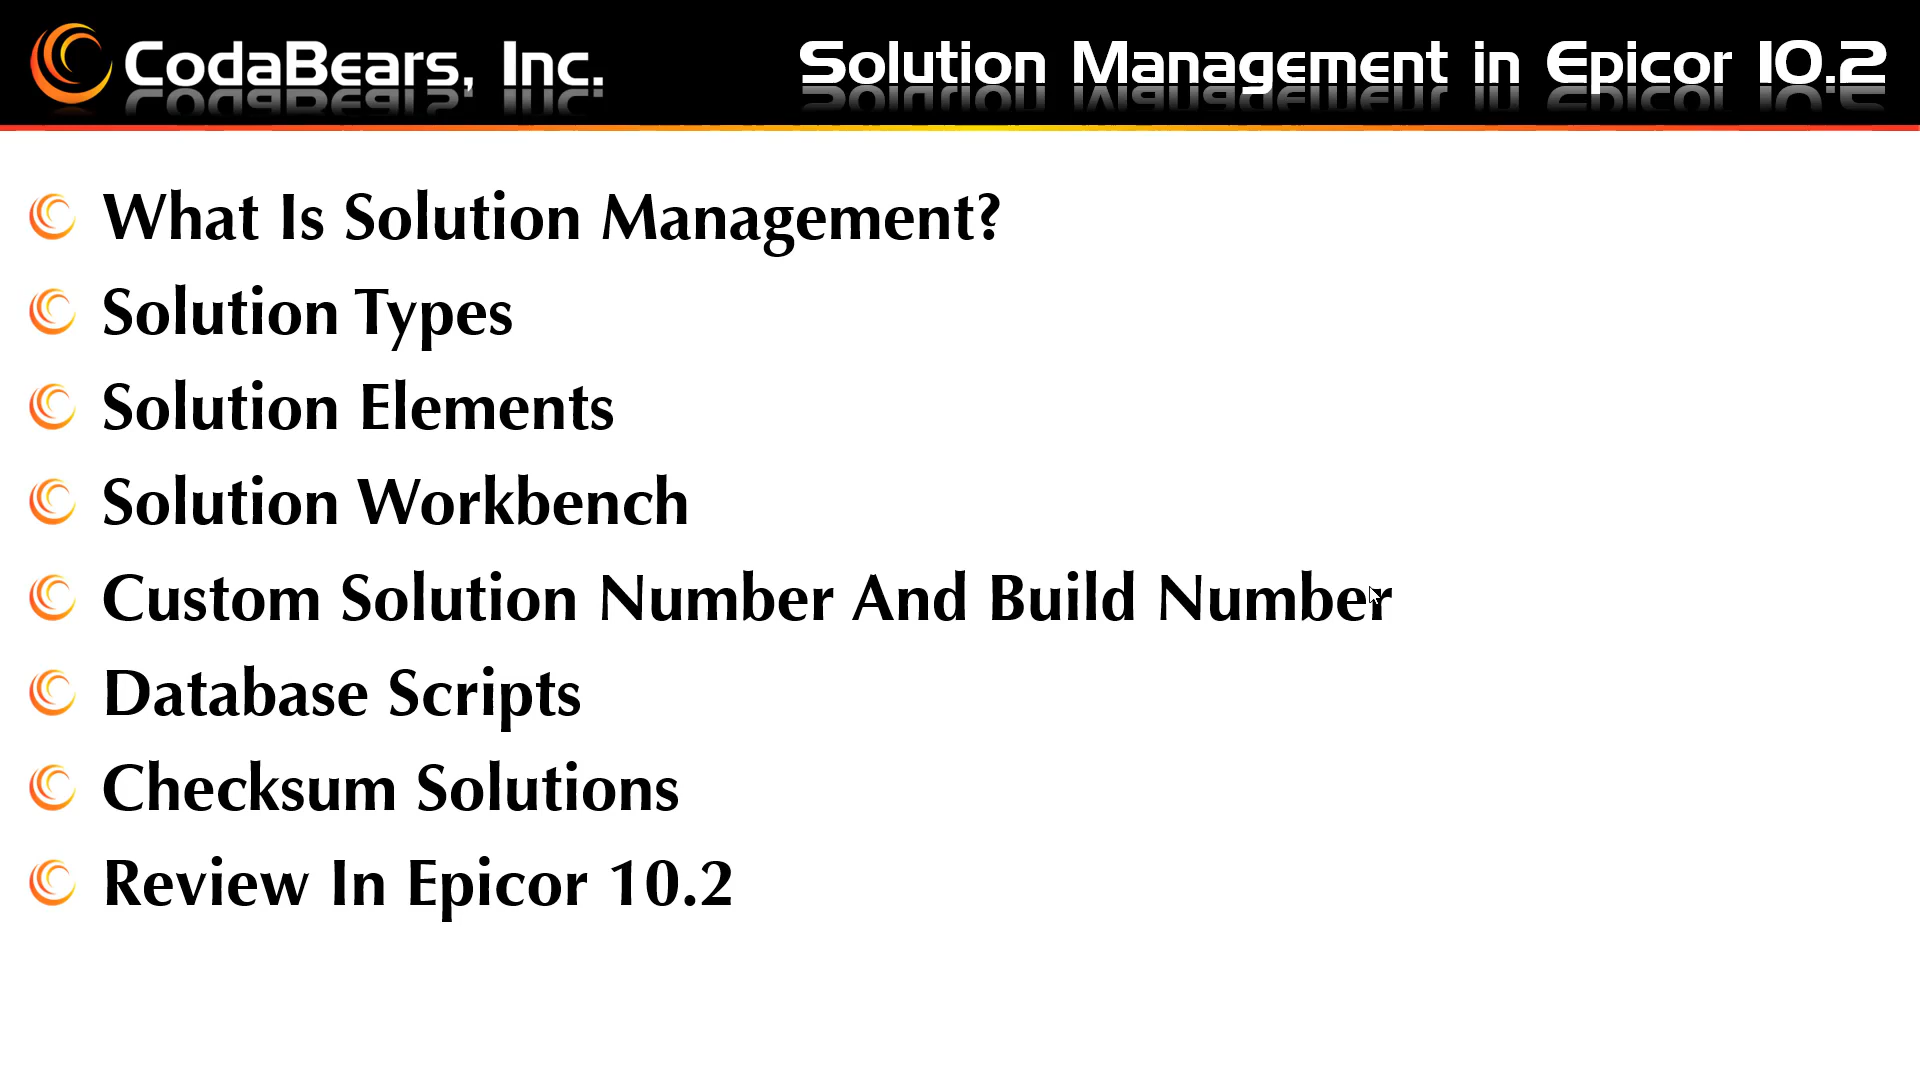 CodaBears, Inc.
Solution Management in Epicor 10.2
What Is Solution Management?
Solution Types
Solution Elements
Solution Workbench
Custom Solution Number And Build Number
Database Scripts
Checksum Solutions
Review In Epicor 10.2